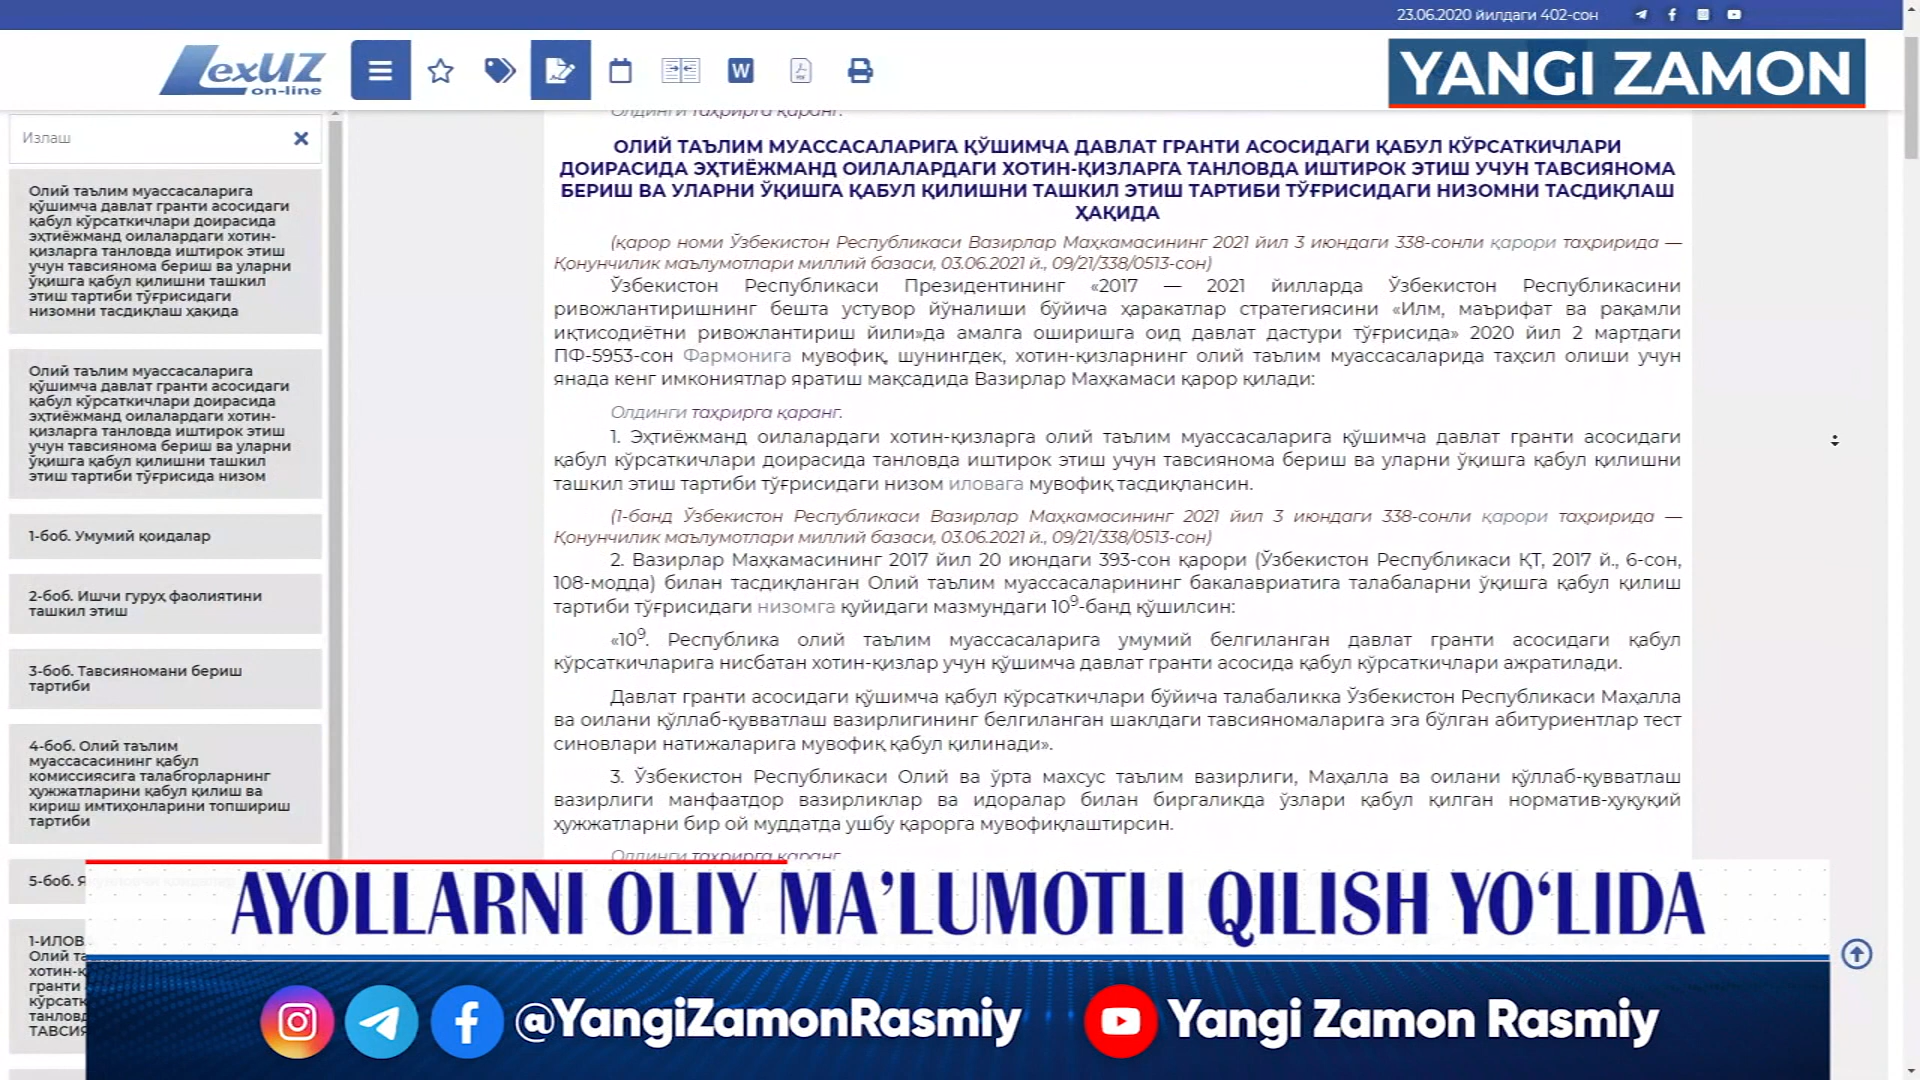 23.06.2020 йилдаги 402-сон
LexUZ
on-line
YANGI ZAMON
Излаш
Олий таълим муассасаларига
қўшимча давлат гранти асосидаги
қабул кўрсаткичлари доирасида
эҳтиёжманд оилалардаги хотин-
қизларга танловда иштирок этиш
учун тавсиянома бериш ва уларни
ўқишга қабул қилишни ташкил
этиш тартиби тўғрисидаги
низомни тасдиқлаш ҳақида
Олий таълим муассасаларига
қўшимча давлат гранти асосидаги
қабул кўрсаткичлари доирасида
эҳтиёжманд оилалардаги хотин-
қизларга танловда иштирок этиш
учун тавсиянома бериш ва уларни
ўқишга қабул қилишни ташкил
этиш тартиби тўғрисида низом
1-боб. Умумий қоидалар
2-боб. Ишчи гуруҳ фаолиятини
ташкил этиш
3-боб. Тавсияномани бериш
тартиби
4-боб. Олий таълим
муассасасининг қабул
комиссиясига талабгорларнинг
ҳужжатларини қабул қилиш ва
кириш имтиҳонларини топшириш
тартиби
5-боб.
1-ИЛОВ
Олий та
хотин-қ
гранти
кўрсатк
танловд
ТАВСИЯ
Олдинги таҳрирга қаранг.
ОЛИЙ ТАЪЛИМ МУАССАСАЛАРИГА ҚЎШИМЧА ДАВЛАТ ГРАНТИ АСОСИДАГИ ҚАБУЛ КЎРСАТКИЧЛАРИ
ДОИРАСИДА ЭҲТИЁЖМАНД ОИЛАЛАРДАГИ ХОТИН-ҚИЗЛАРГА ТАНЛОВДА ИШТИРОК ЭТИШ УЧУН ТАВСИЯНОМА
БЕРИШ ВА УЛАРНИ ЎҚИШГА ҚАБУЛ ҚИЛИШНИ ТАШКИЛ ЭТИШ ТАРТИБИ ТЎҒРИСИДАГИ НИЗОМНИ ТАСДИҚЛАШ
ҲАҚИДА
(қарор номи Ўзбекистон Республикаси Вазирлар Маҳкамасининг 2021 йил 3 июндаги 338-сонли қарори таҳририда —
Қонунчилик маълумотлари миллий базаси, 03.06.2021 й., 09/21/338/0513-сон)
Ўзбекистон Республикаси Президентининг «2017 — 2021 йилларда Ўзбекистон Республикасини
ривожлантиришнинг бешта устувор йўналиши бўйича ҳаракатлар стратегиясини «Илм, маърифат ва рақамли
иқтисодиётни ривожлантириш йили»да амалга оширишга оид давлат дастури тўғрисида» 2020 йил 2 мартдаги
ПФ-5953-сон Фармонига мувофиқ, шунингдек, хотин-қизларнинг олий таълим муассасаларида таҳсил олиши учун
янада кенг имкониятлар яратиш мақсадида Вазирлар Маҳкамаси қарор қилади:
Олдинги таҳрирга қаранг.
1. Эҳтиёжманд оилалардаги хотин-қизларга олий таълим муассасаларига қўшимча давлат гранти асосидаги
қабул кўрсаткичлари доирасида танловда иштирок этиш учун тавсиянома бериш ва уларни ўқишга қабул қилишни
ташкил этиш тартиби тўғрисидаги низом иловага мувофиқ тасдиқлансин.
(1-банд Ўзбекистон Республикаси Вазирлар Маҳкамасининг 2021 йил 3 июндаги 338-сонли қарори таҳририда —
Қонунчилик маълумотлари миллий базаси, 03.06.2021 й., 09/21/338/0513-сон)
2. Вазирлар Маҳкамасининг 2017 йил 20 июндаги 393-сон қарори (Ўзбекистон Республикаси ҚТ, 2017 й., 6-сон,
108-модда) билан тасдиқланган Олий таълим муассасаларининг бакалавриатига талабаларни ўқишга қабул қилиш
тартиби тўғрисидаги низомга қуйидаги мазмундаги 10⁹-банд қўшилсин:
«10⁹. Республика олий таълим муассасаларига умумий белгиланган давлат гранти асосидаги қабул
кўрсаткичларига нисбатан хотин-қизлар учун қўшимча давлат гранти асосида қабул кўрсаткичлари ажратилади.
Давлат гранти асосидаги қўшимча қабул кўрсаткичлари бўйича талабаликка Ўзбекистон Республикаси Маҳалла
ва оилани қўллаб-қувватлаш вазирлигининг белгиланган шаклдаги тавсияномаларига эга бўлган абитуриентлар тест
синовлари натижаларига мувофиқ қабул қилинади».
3. Ўзбекистон Республикаси Олий ва ўрта махсус таълим вазирлиги, Маҳалла ва оилани қўллаб-қувватлаш
вазирлиги манфаатдор вазирликлар ва идоралар билан биргаликда ўзлари қабул қилган норматив-ҳуқуқий
ҳужжатларни бир ой муддатда ушбу қарорга мувофиқлаштирсин.
Олдинги таҳрирга қаранг.
AYOLLARNI OLIY MA’LUMOTLI QILISH YO‘LIDA
@YangiZamonRasmiy
Yangi Zamon Rasmiy